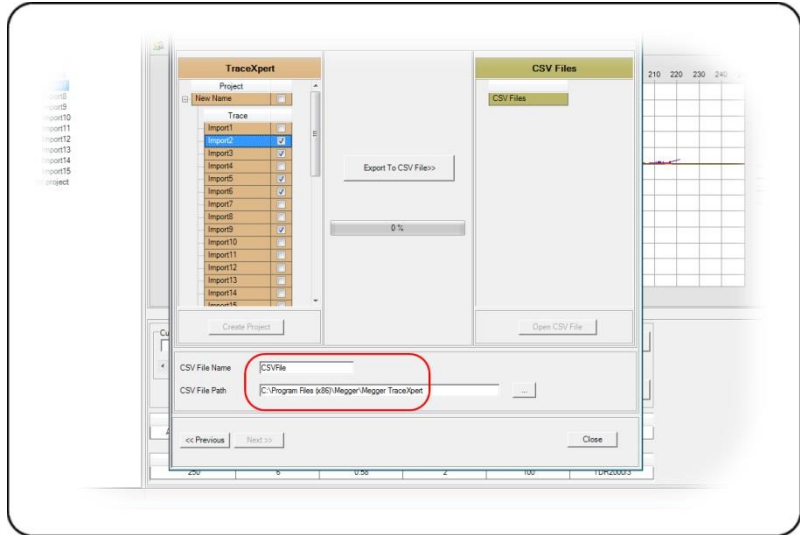 TraceXpert
CSV Files
210 220 230 240
Project
New Name
CSV Files
Trace
Import1
Import2
Import3
Import4
Import5
Import6
Import7
Import8
Import9
Import10
Import11
Import12
Import13
Import14
Import15
port8
port9
port10
port11
port12
port13
port14
port15
project
Export To CSV File>>
0 %
Create Project
Open CSV File
Cu
CSV File Name
CSVFile
CSV File Path
C:\Program Files (x86)\Megger\Megger TraceXpert
...
<< Previous
Next >>
Close
A
250 6 0.58 2 100 TDR2000/3